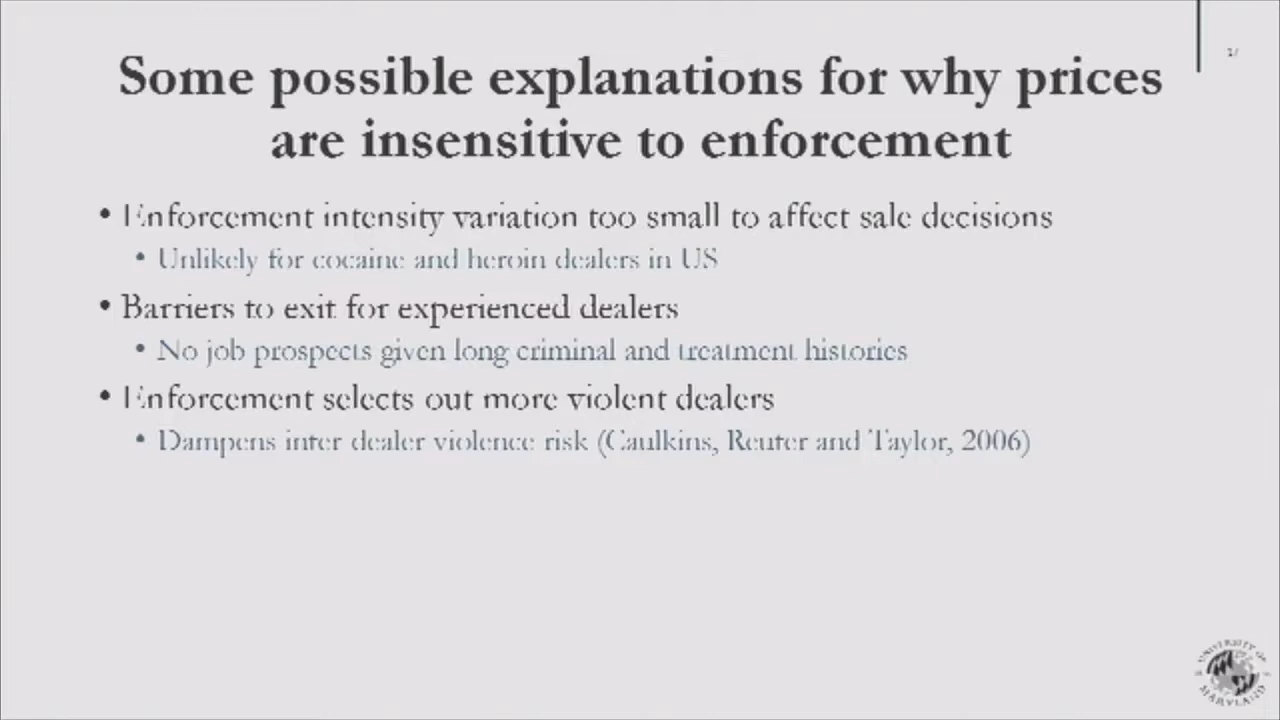 Some possible explanations for why prices
are insensitive to enforcement
• Enforcement intensity variation too small to affect sale decisions
• Unlikely for cocaine and heroin dealers in US
• Barriers to exit for experienced dealers
• No job prospects given long criminal and treatment histories
• Enforcement selects out more violent dealers
• Dampens inter dealer violence risk (Caulkins, Reuter and Taylor, 2006)
UNIVERSITY OF
MARYLAND